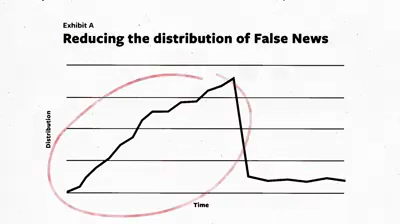 Exhibit A
Reducing the distribution of False News
Distribution
Time